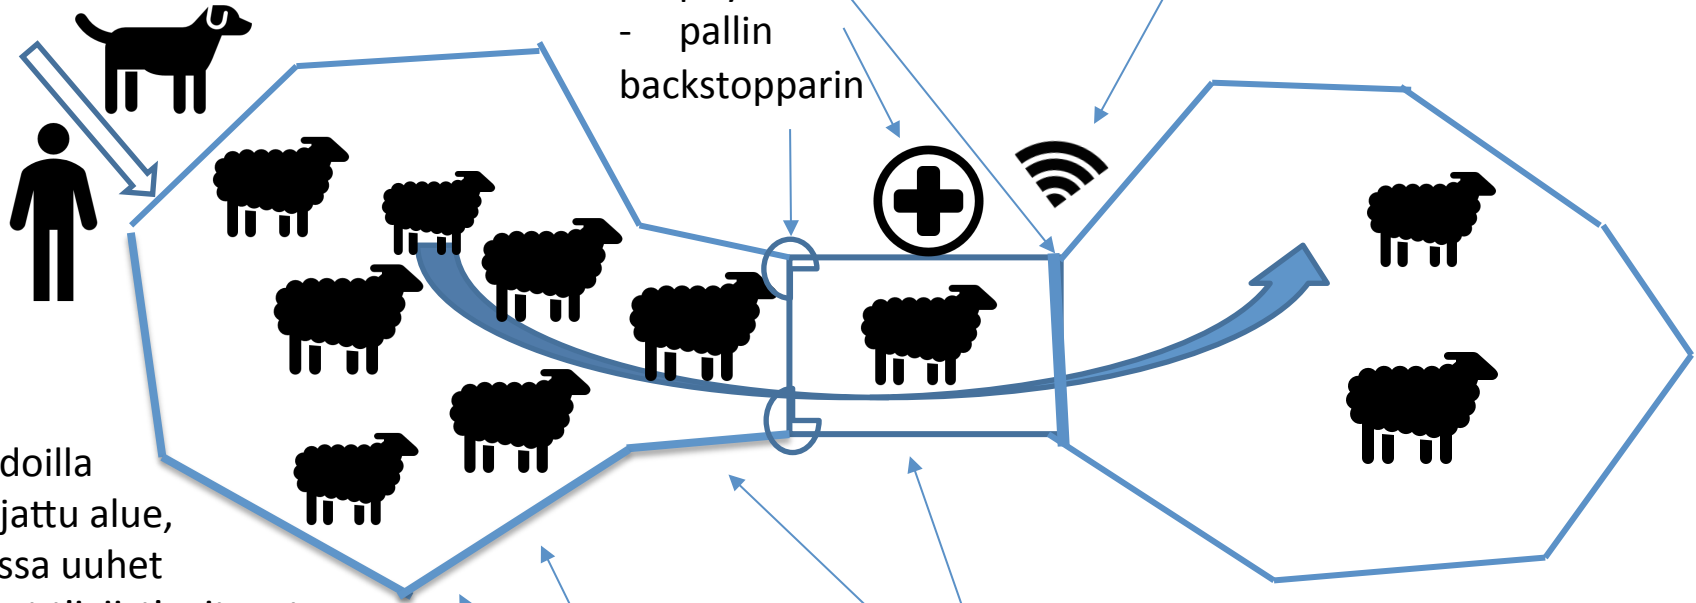 - pallin
backstopparin
doilla
jattu alue,
ssa uuhet